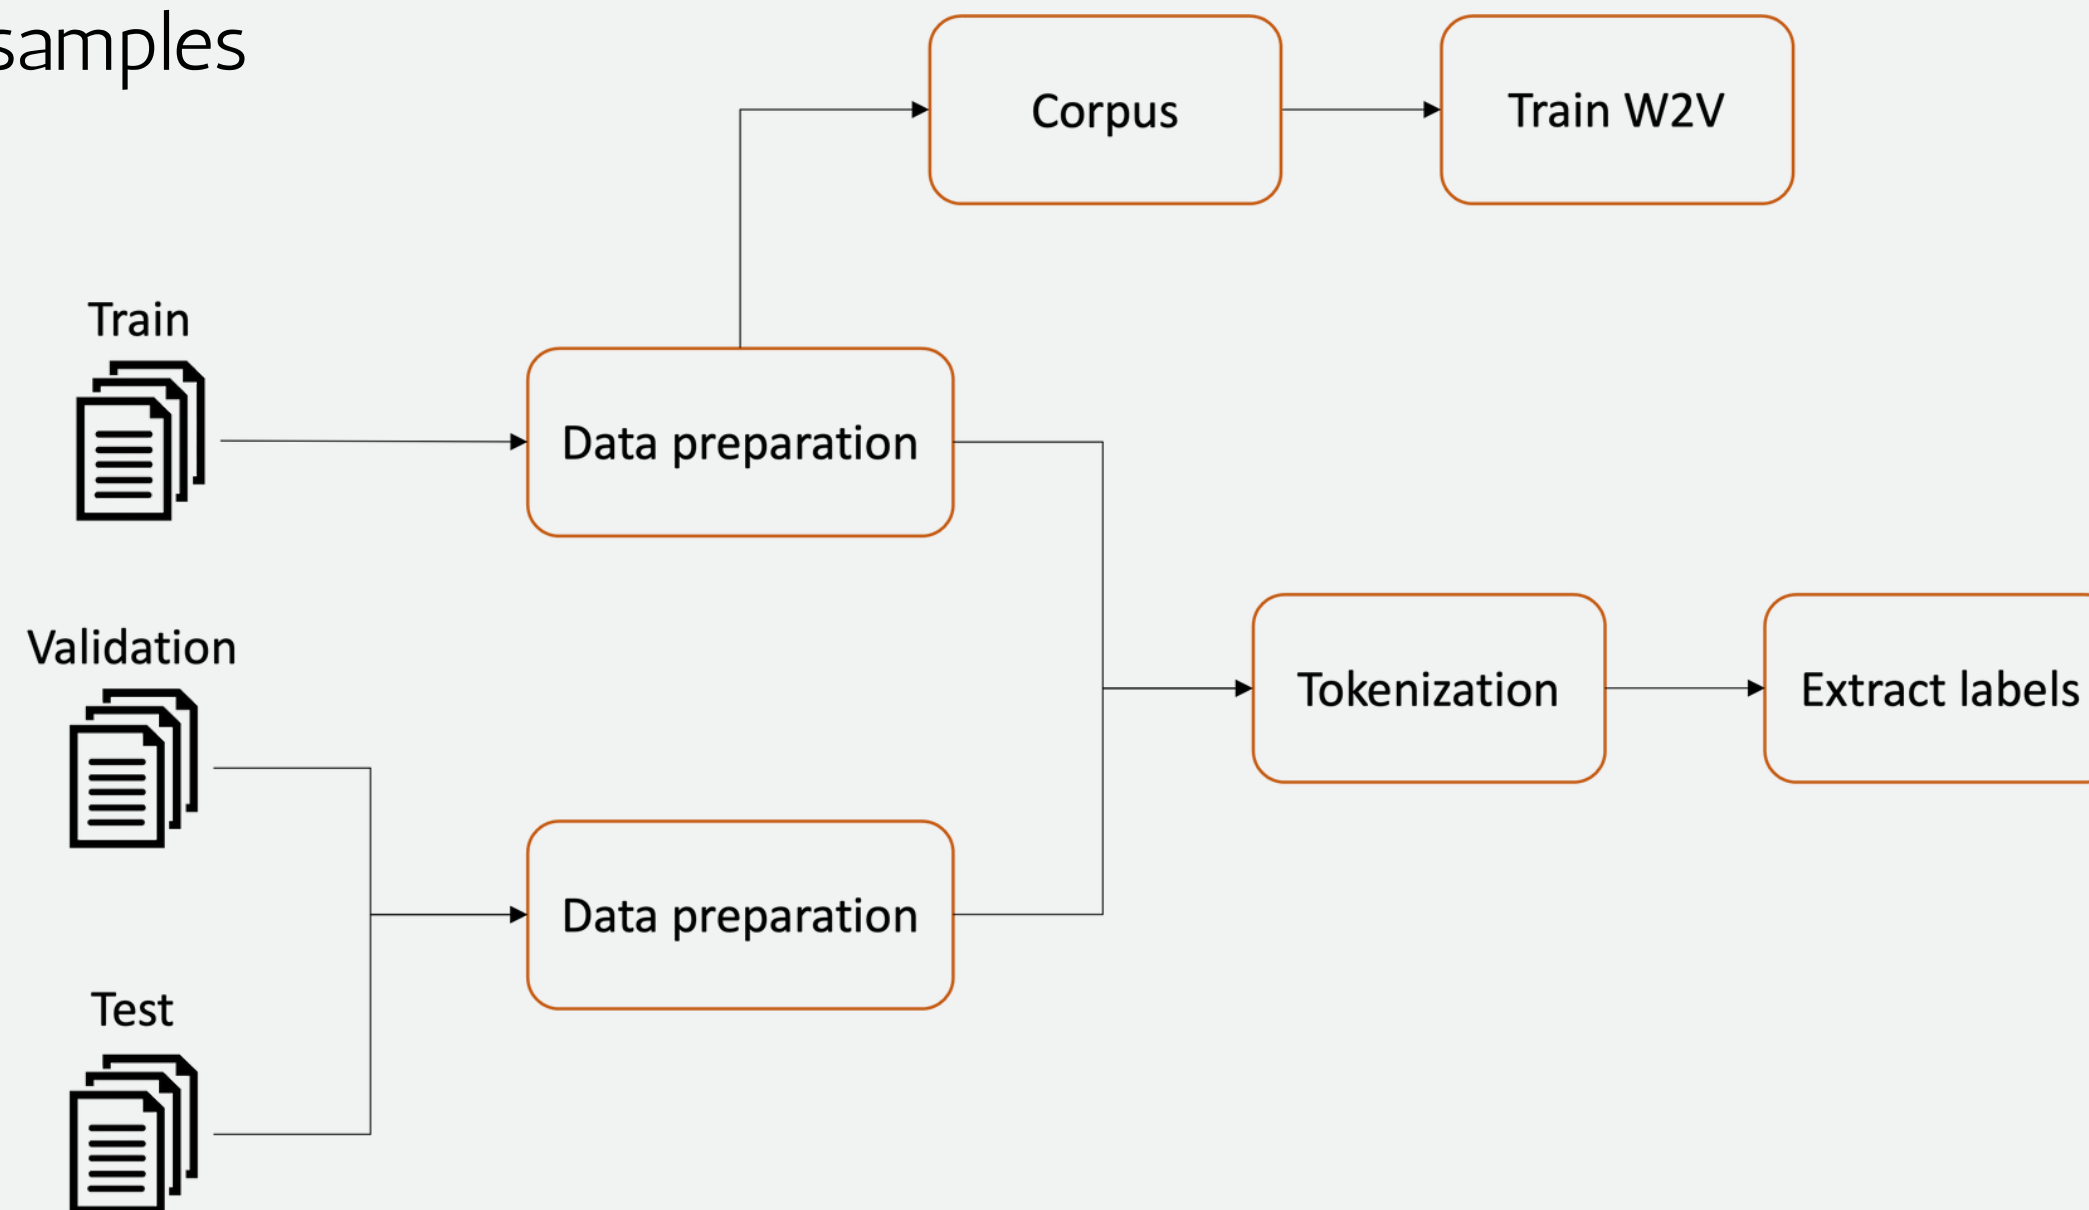 samples
Corpus
Train W2V
Train
Data preparation
Validation
Tokenization
Extract labels
Data preparation
Test